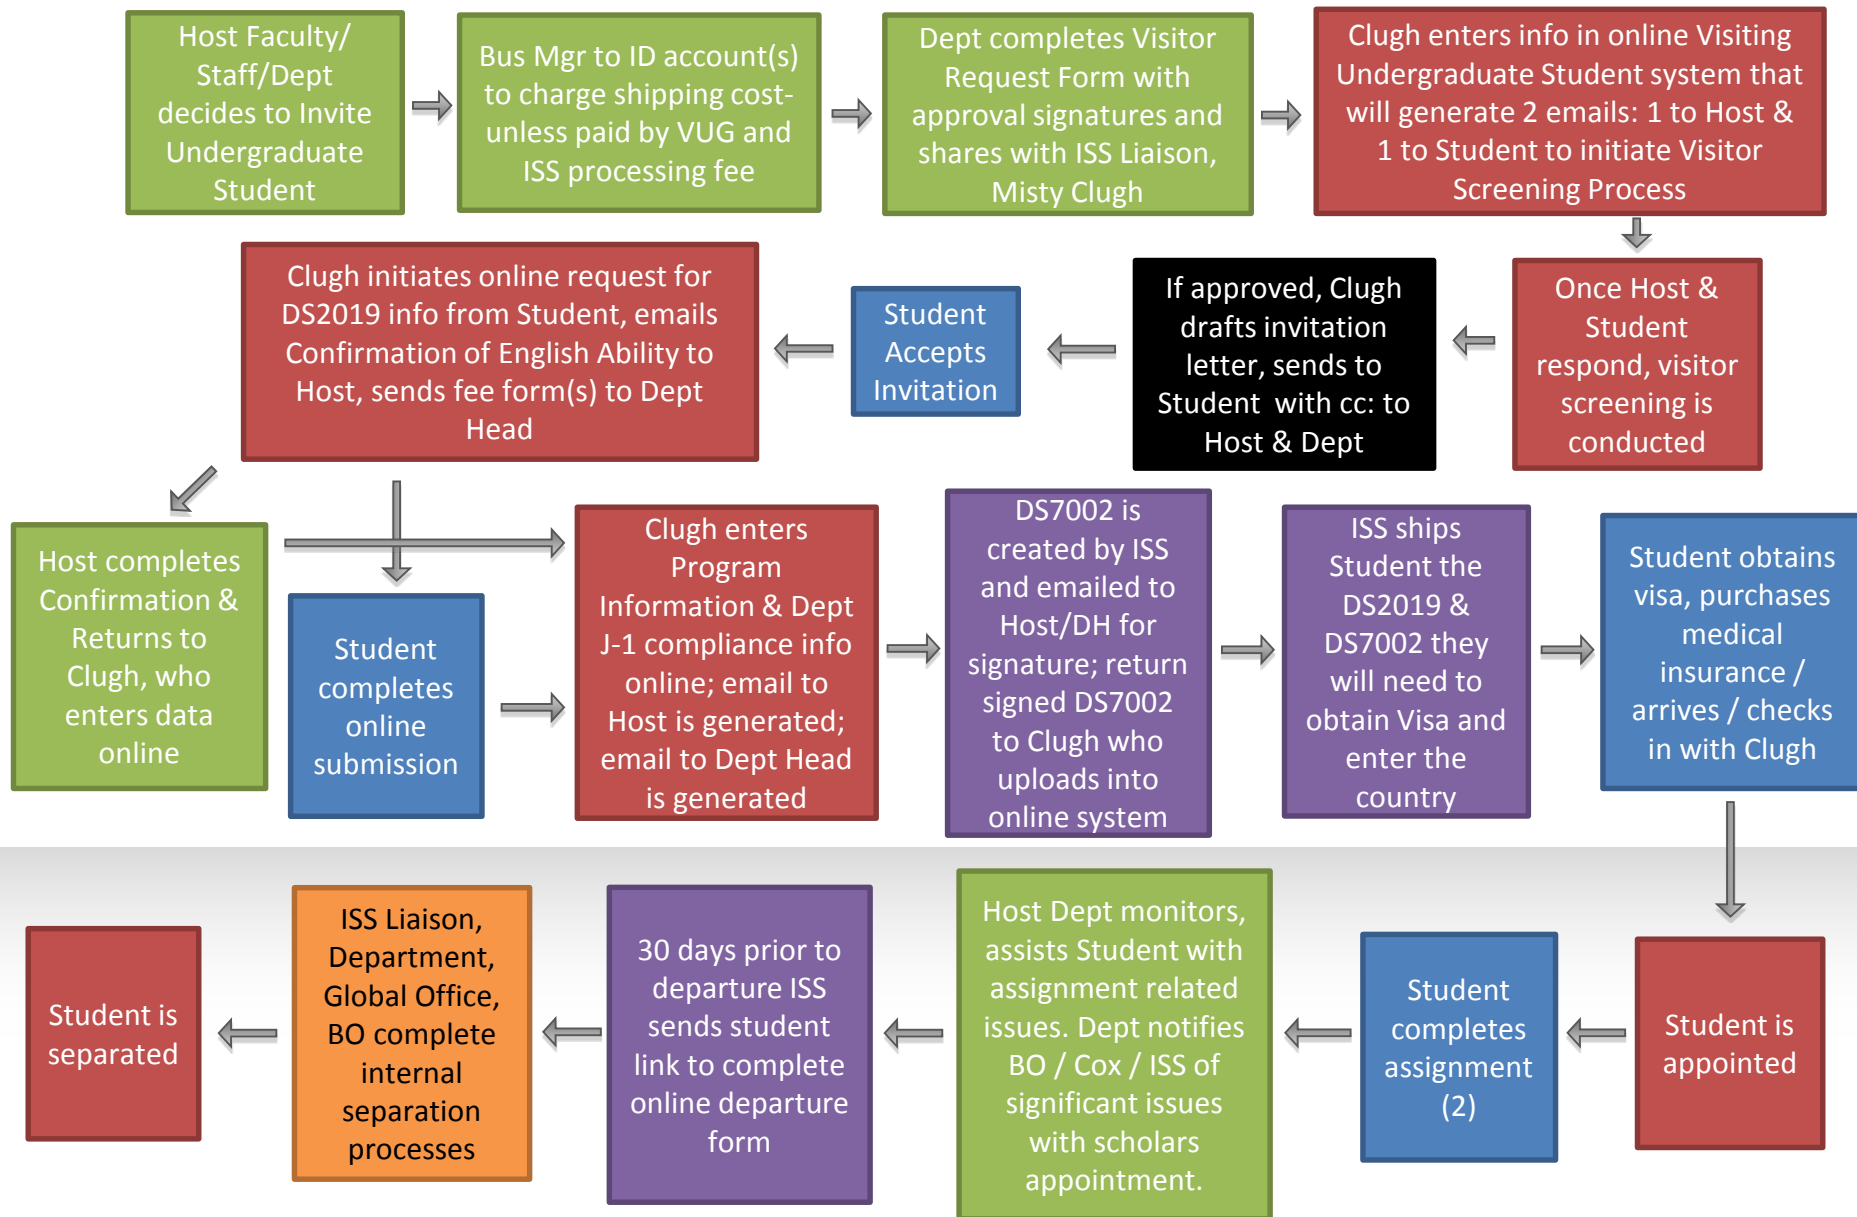 Host Faculty/
Staff/Dept
decides to Invite
Undergraduate
Student
Bus Mgr to ID account(s)
to charge shipping cost-
unless paid by VUG and
ISS processing fee
Dept completes Visitor
Request Form with
approval signatures and
shares with ISS Liaison,
Misty Clugh
Clugh enters info in online Visiting
Undergraduate Student system that
will generate 2 emails: 1 to Host &
1 to Student to initiate Visitor
Screening Process
Once Host &
Student
respond, visitor
screening is
conducted
If approved, Clugh
drafts invitation
letter, sends to
Student with cc: to
Host & Dept
Student
Accepts
Invitation
Clugh initiates online request for
DS2019 info from Student, emails
Confirmation of English Ability to
Host, sends fee form(s) to Dept
Head
Host completes
Confirmation &
Returns to
Clugh, who
enters data
online
Student
completes
online
submission
Clugh enters
Program
Information & Dept
J-1 compliance info
online; email to
Host is generated;
email to Dept Head
is generated
DS7002 is
created by ISS
and emailed to
Host/DH for
signature; return
signed DS7002
to Clugh who
uploads into
online system
ISS ships
Student the
DS2019 &
DS7002 they
will need to
obtain Visa and
enter the
country
Student obtains
visa, purchases
medical
insurance /
arrives / checks
in with Clugh
Student is
appointed
Student
completes
assignment
(2)
Host Dept monitors,
assists Student with
assignment related
issues. Dept notifies
BO / Cox / ISS of
significant issues
with scholars
appointment.
30 days prior to
departure ISS
sends student
link to complete
online departure
form
ISS Liaison,
Department,
Global Office,
BO complete
internal
separation
processes
Student is
separated